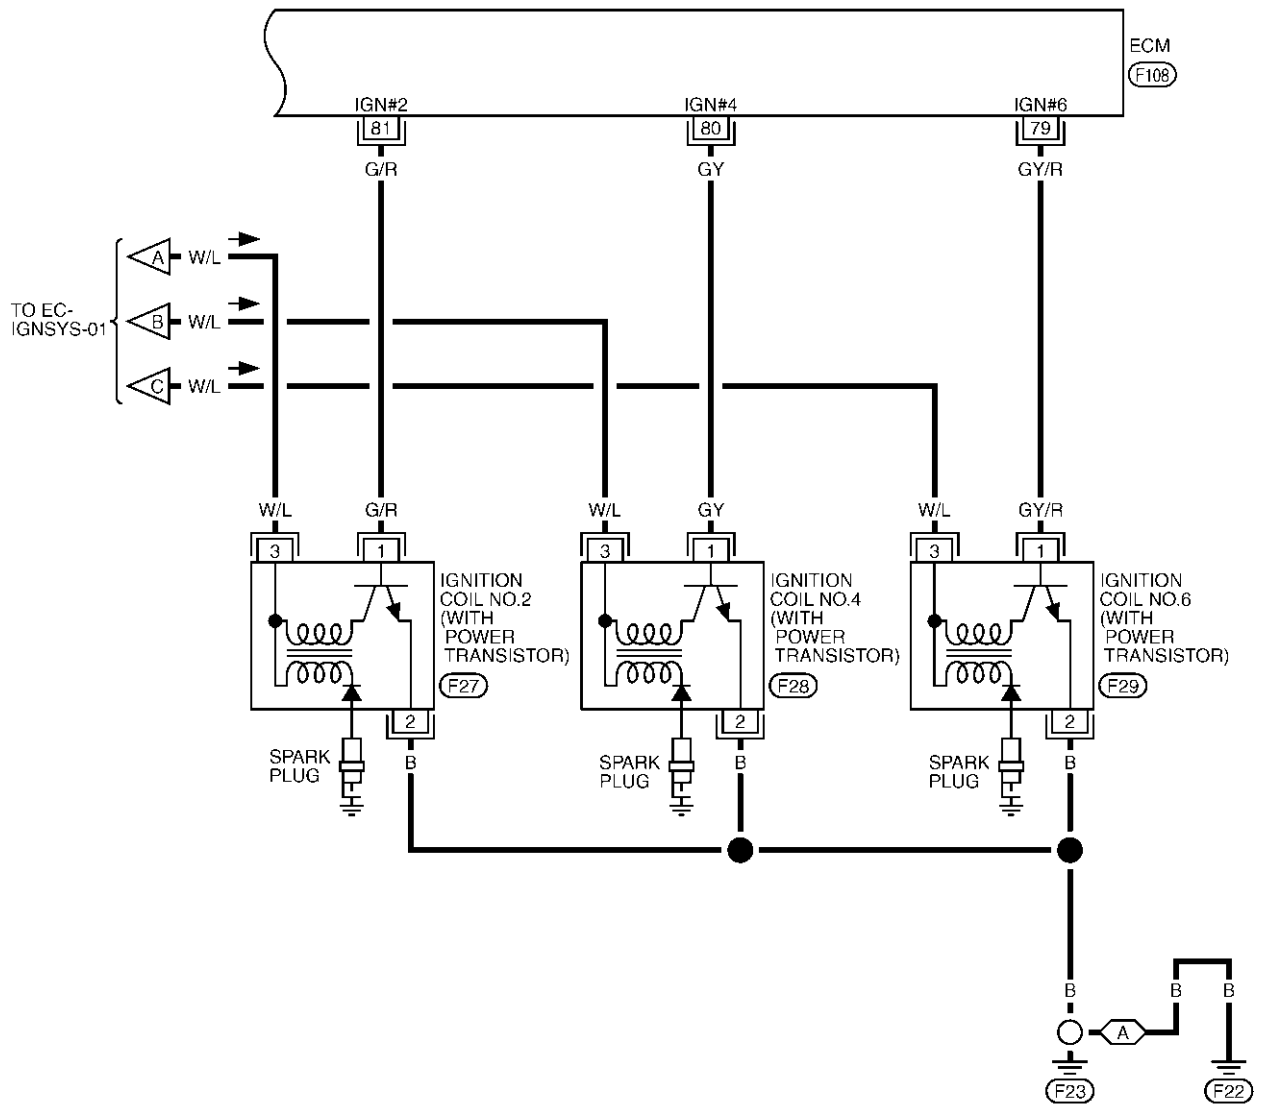 ECM
F108
IGN#2
IGN#4
IGN#6
81
80
79
G/R
GY
GY/R
A
W/L
TO EC-
IGNSYS-01
B
W/L
C
W/L
W/L
G/R
W/L
GY
W/L
GY/R
3
1
3
1
3
1
IGNITION
COIL NO.2
(WITH
POWER
TRANSISTOR)
F27
IGNITION
COIL NO.4
(WITH
POWER
TRANSISTOR)
F28
IGNITION
COIL NO.6
(WITH
POWER
TRANSISTOR)
F29
2
2
2
SPARK
PLUG
B
SPARK
PLUG
B
SPARK
PLUG
B
B
B
B
A
F23
F22